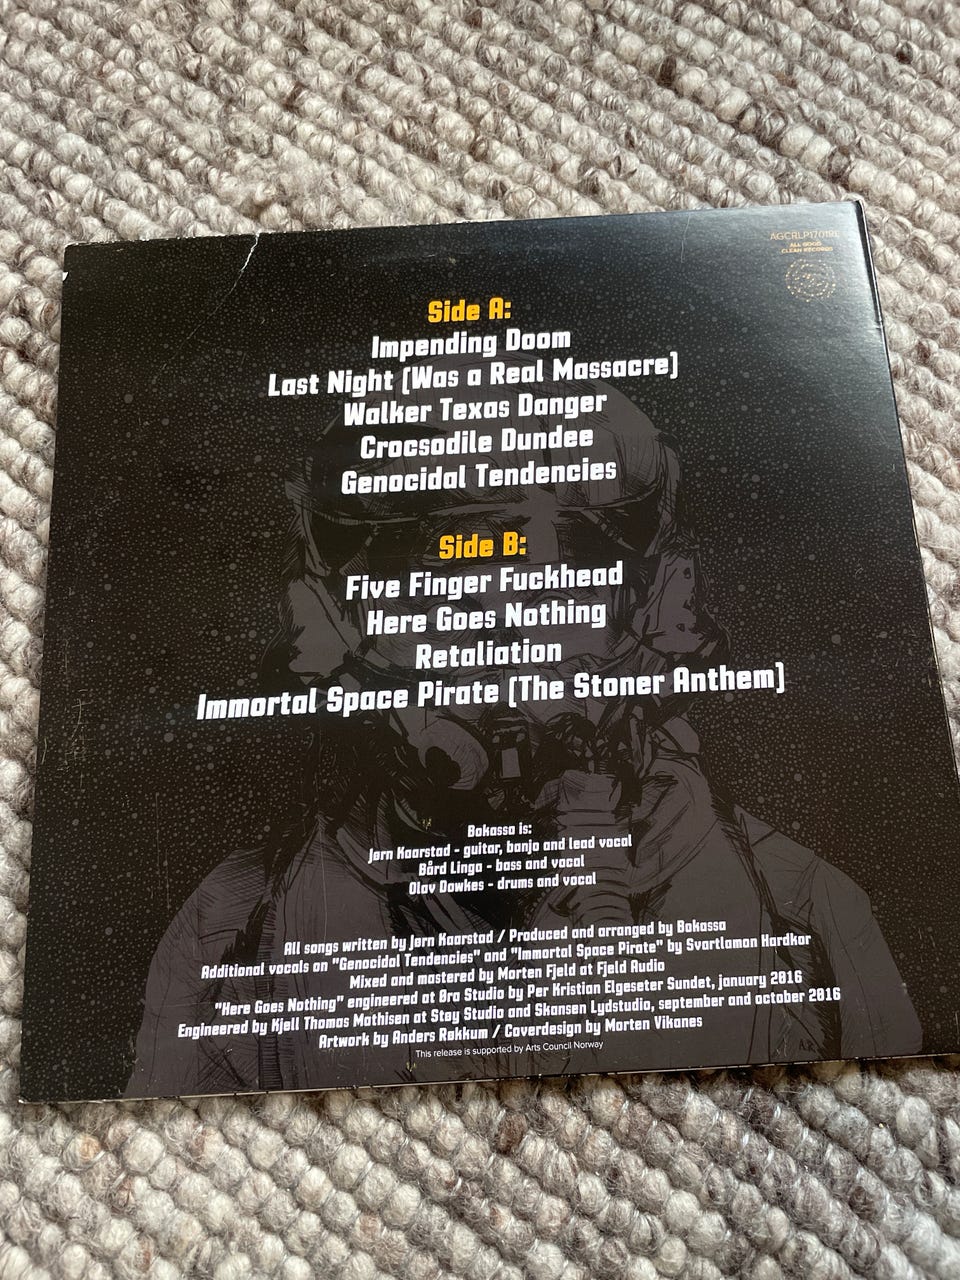 AGCRLP1701RE
ALL GOOD
CLEAN RECORDS
Side A:
Impending Doom
Last Night (Was a Real Massacre)
Walker Texas Danger
Crocsodile Dundee
Genocidal Tendencies
Side B:
Five Finger Fuckhead
Here Goes Nothing
Retaliation
Immortal Space Pirate (The Stoner Anthem)
Bokassa is:
Jørn Kaarstad - guitar, banjo and lead vocal
Bård Linga - bass and vocal
Olav Dowkes - drums and vocal
All songs written by Jørn Kaarstad / Produced and arranged by Bokassa
Additional vocals on "Genocidal Tendencies" and "Immortal Space Pirate" by Svartlamon Hardkor
Mixed and mastered by Morten Fjeld at Fjeld Audio
"Here Goes Nothing" engineered at Øra Studio by Per Kristian Elgeseter Sundet, january 2016
Engineered by Kjell Thomas Mathisen at Støy Studio and Skansen Lydstudio, september and october 2016
Artwork by Anders Røkkum / Coverdesign by Morten Vikanes
This release is supported by Arts Council Norway
A.R.